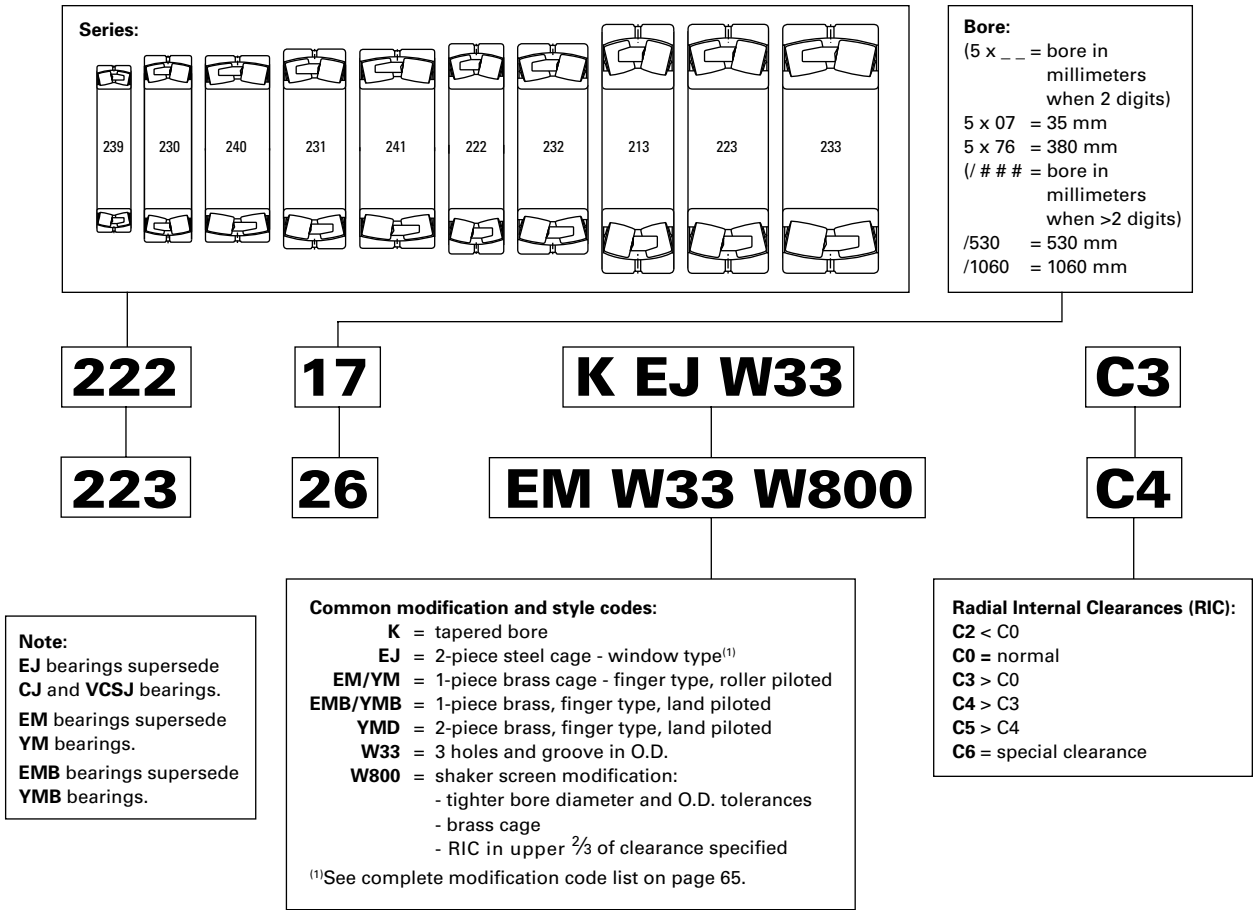 Series:
239 230 240 231 241 222 232 213 223 233
Bore:
(5 x _ _ = bore in
millimeters
when 2 digits)
5 x 07 = 35 mm
5 x 76 = 380 mm
(/ # # # = bore in
millimeters
when >2 digits)
/530 = 530 mm
/1060 = 1060 mm
222 17 K EJ W33 C3
223 26 EM W33 W800 C4
Note:
EJ bearings supersede
CJ and VCSJ bearings.
EM bearings supersede
YM bearings.
EMB bearings supersede
YMB bearings.
Common modification and style codes:
K = tapered bore
EJ = 2-piece steel cage - window type(1)
EM/YM = 1-piece brass cage - finger type, roller piloted
EMB/YMB = 1-piece brass, finger type, land piloted
YMD = 2-piece brass, finger type, land piloted
W33 = 3 holes and groove in O.D.
W800 = shaker screen modification:
- tighter bore diameter and O.D. tolerances
- brass cage
- RIC in upper 2/3 of clearance specified
(1)See complete modification code list on page 65.
Radial Internal Clearances (RIC):
C2 < C0
C0 = normal
C3 > C0
C4 > C3
C5 > C4
C6 = special clearance